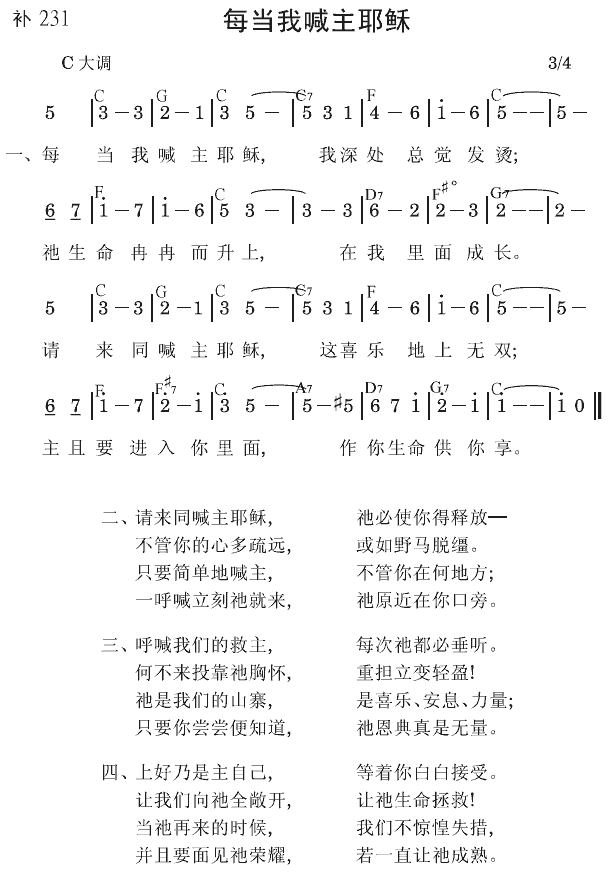 补 231
每当我喊主耶稣
C 大调 3/4
C G C C7 F C
5 | 3 – 3 | 2 – 1 | 3 5 – | 5 3 1 | 4 – 6 | i – 6 | 5 – – | 5 –
一、每 当 我 喊 主 耶 稣, 我 深 处 总 觉 发 烫;
F C D7 F♯° G7
6 7 | i – 7 | i – 6 | 5 3 – | 3 – 3 | 6 – 2 | 2 – 3 | 2 – – | 2 –
祂 生 命 冉 冉 而 升 上, 在 我 里 面 成 长。
C G C C7 F C
5 | 3 – 3 | 2 – 1 | 3 5 – | 5 3 1 | 4 – 6 | i – 6 | 5 – – | 5 –
请 来 同 喊 主 耶 稣, 这 喜 乐 地 上 无 双;
F F♯7 C A7 D7 G7 C
6 7 | i – 7 | 2̇ – i | 3̇ 5 – | 5 – ♯5 | 6 7 i | 2̇ – i | i – – | i 0 ‖
主 且 要 进 入 你 里 面, 作 你 生 命 供 你 享。
二、请来同喊主耶稣, 祂必使你得释放—
不管你的心多疏远, 或如野马脱缰。
只要简单地喊主, 不管你在何地方;
一呼喊立刻祂就来, 祂原近在你口旁。
三、呼喊我们的救主, 每次祂都必垂听。
何不来投靠祂胸怀, 重担立变轻盈!
祂是我们的山寨, 是喜乐、安息、力量;
只要你尝尝便知道, 祂恩典真是无量。
四、上好乃是主自己, 等着你白白接受。
让我们向祂全敞开, 让祂生命拯救!
当祂再来的时候, 我们不惊惶失措,
并且要面见祂荣耀, 若一直让祂成熟。